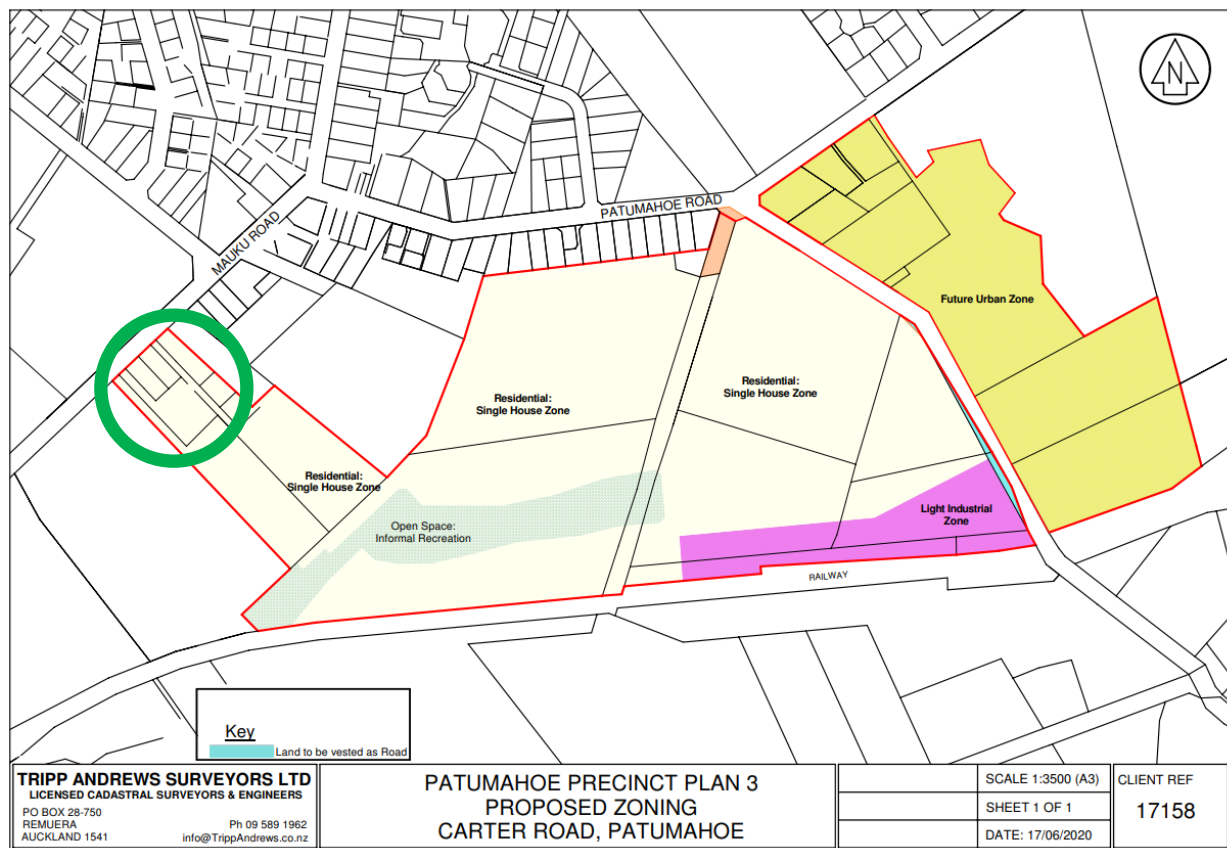 N
PATUMAHOE ROAD
MAUKU ROAD
Future Urban Zone
Residential:
Single House Zone
Residential:
Single House Zone
Residential:
Single House Zone
Open Space:
Informal Recreation
Light Industrial
Zone
RAILWAY
Key
Land to be vested as Road
TRIPP ANDREWS SURVEYORS LTD
LICENSED CADASTRAL SURVEYORS & ENGINEERS
PO BOX 28-750
REMUERA
AUCKLAND 1541
Ph 09 589 1962
info@TrippAndrews.co.nz
PATUMAHOE PRECINCT PLAN 3
PROPOSED ZONING
CARTER ROAD, PATUMAHOE
SCALE 1:3500 (A3)
SHEET 1 OF 1
DATE: 17/06/2020
CLIENT REF
17158